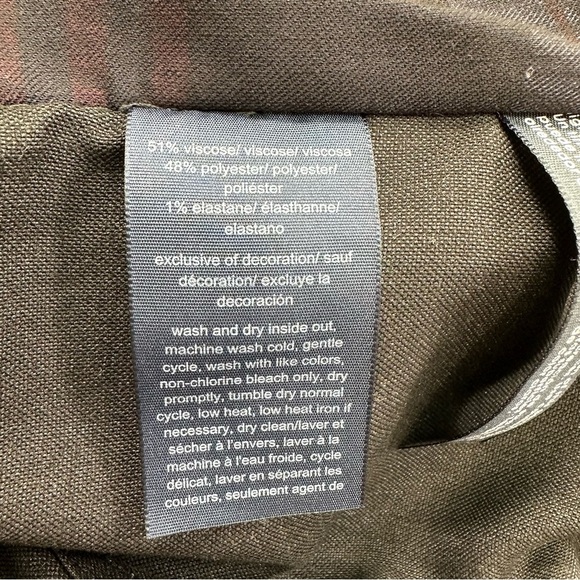 51% viscose/ viscose/ viscosa
48% polyester/ polyester/
poliéster
1% elastane/ élasthanne/
elastano
exclusive of decoration/ sauf
décoration/ excluye la
decoración
wash and dry inside out,
machine wash cold, gentle
cycle, wash with like colors,
non-chlorine bleach only, dry
promptly, tumble dry normal
cycle, low heat, low heat iron if
necessary, dry clean/laver et
sécher à l'envers, laver à la
machine à l'eau froide, cycle
délicat, laver en séparant les
couleurs, seulement agent de